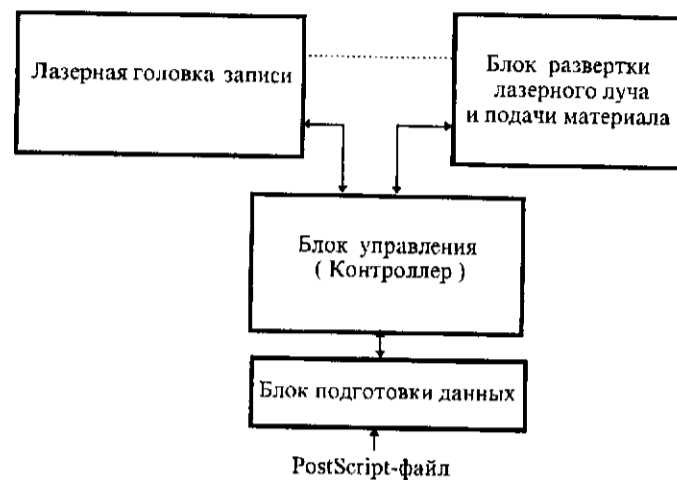 Лазерная головка записи
Блок развертки
лазерного луча
и подачи материала
Блок управления
( Контроллер )
Блок подготовки данных
PostScript-файл